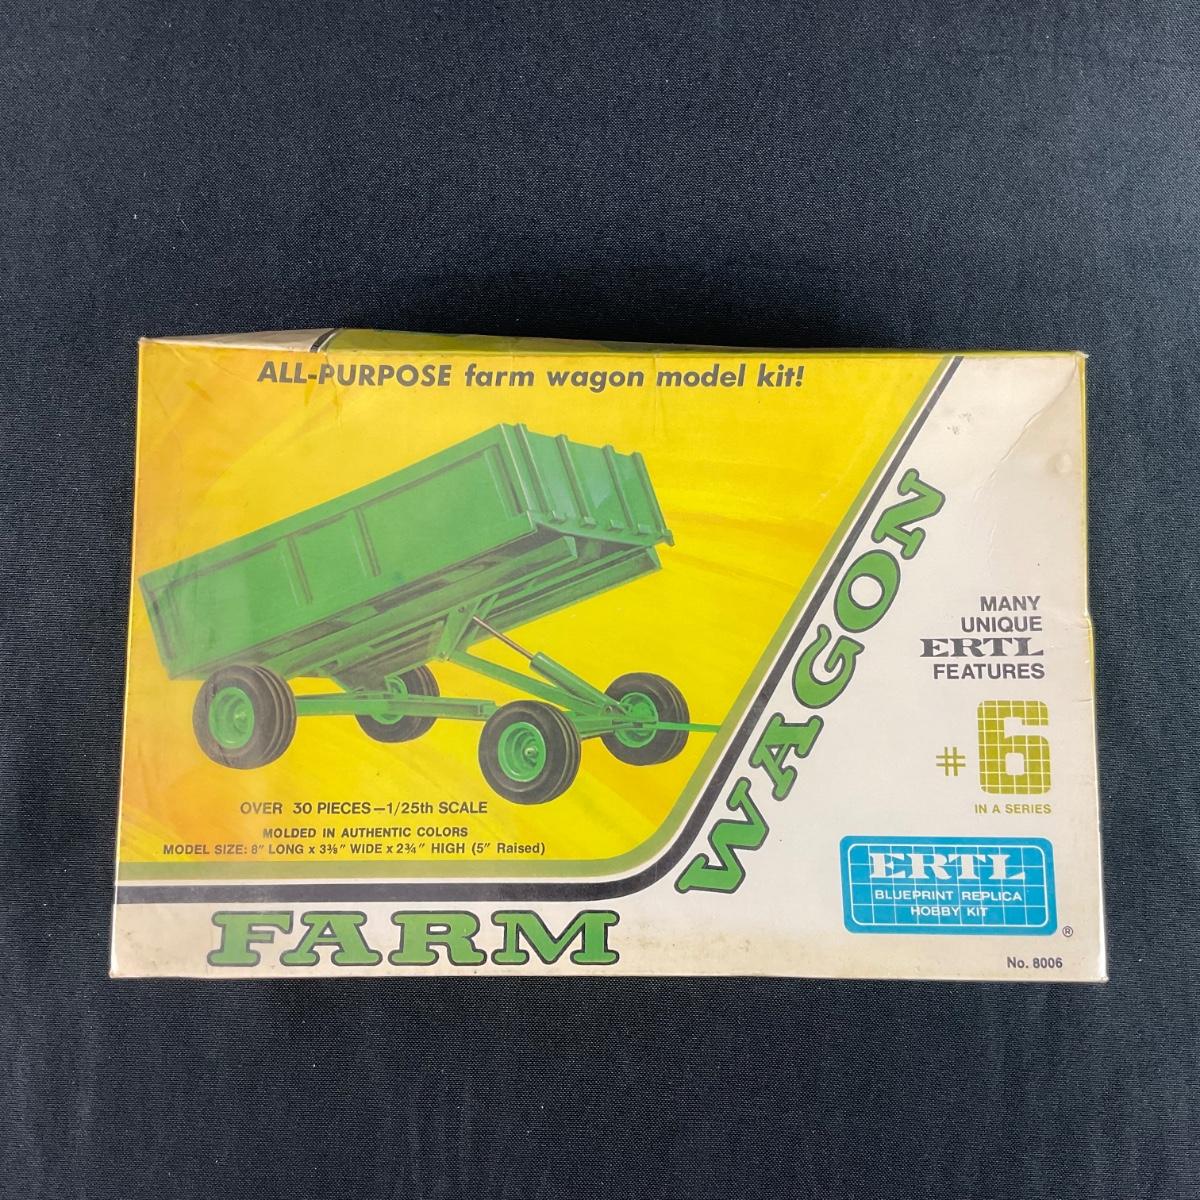 ALL-PURPOSE farm wagon model kit!
OVER 30 PIECES—1/25th SCALE
MOLDED IN AUTHENTIC COLORS
MODEL SIZE: 8" LONG x 3⅜" WIDE x 2¾" HIGH (5" Raised)
FARM
WAGON
MANY
UNIQUE
ERTL
FEATURES
#6
IN A SERIES
ERTL
BLUEPRINT REPLICA
HOBBY KIT
®
No. 8006